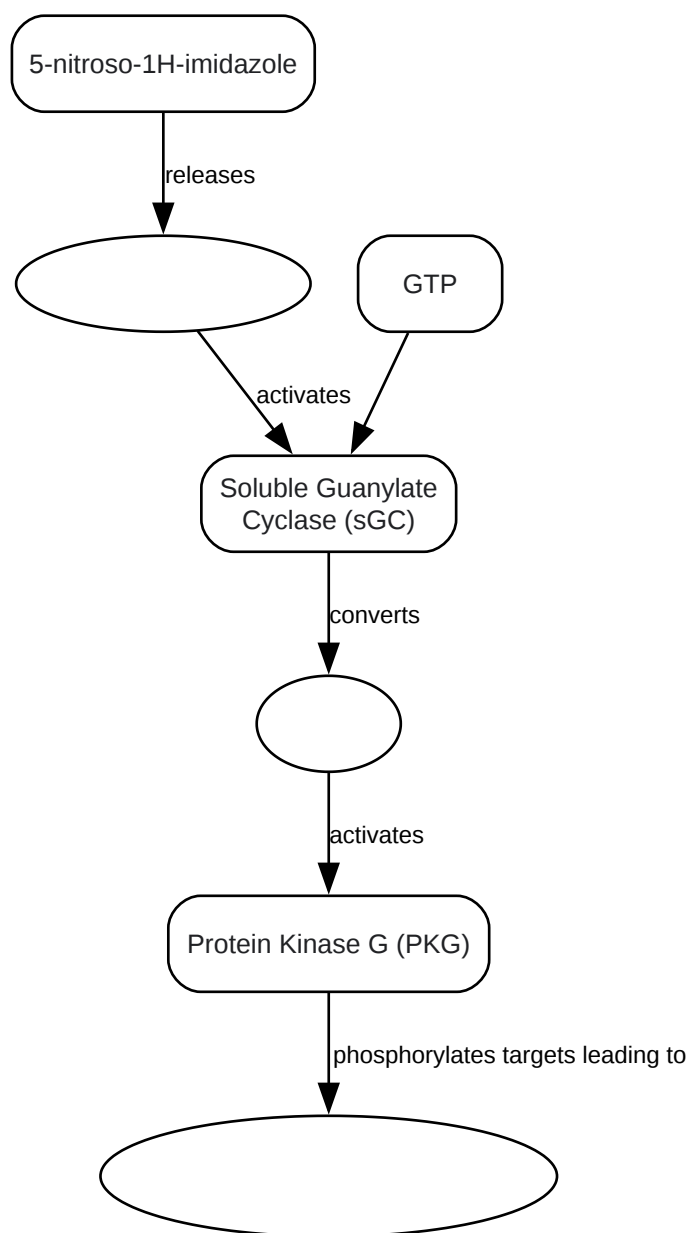 5-nitroso-1H-imidazole
releases
GTP
activates
Soluble Guanylate
Cyclase (sGC)
converts
activates
Protein Kinase G (PKG)
phosphorylates targets leading to